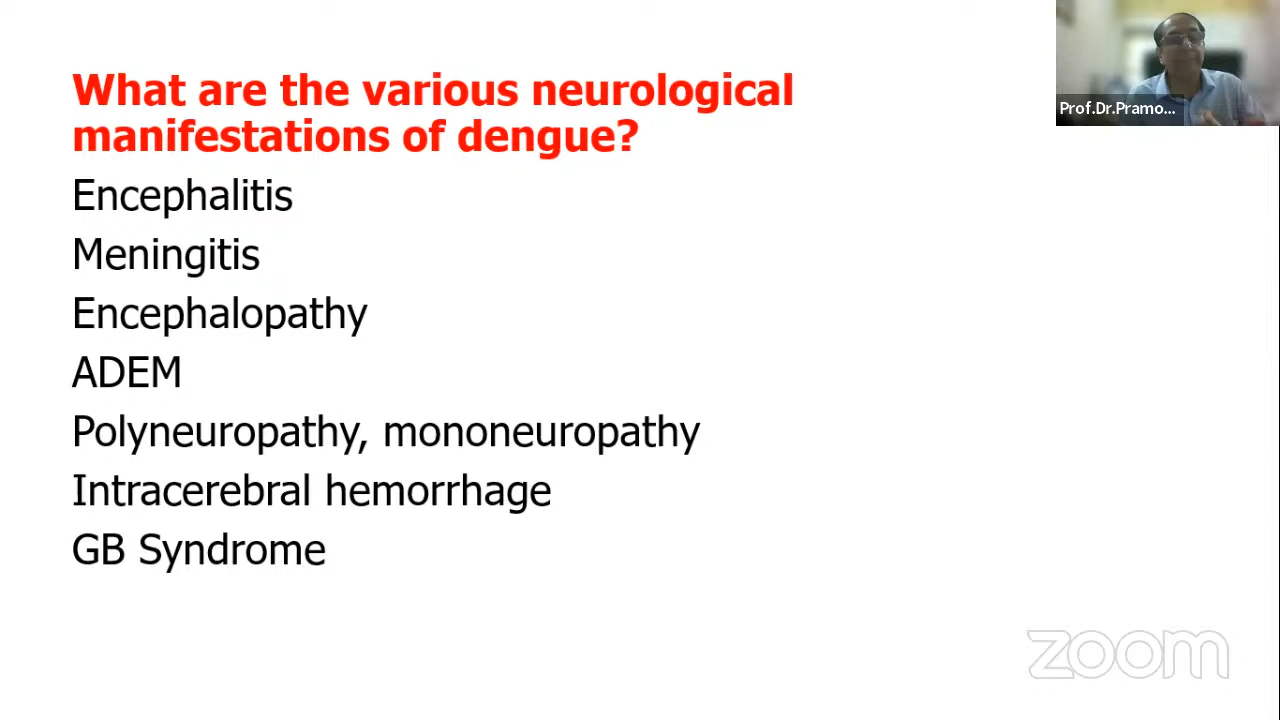 What are the various neurological
manifestations of dengue?
Encephalitis
Meningitis
Encephalopathy
ADEM
Polyneuropathy, mononeuropathy
Intracerebral hemorrhage
GB Syndrome
Prof.Dr.Pramo...
zoom